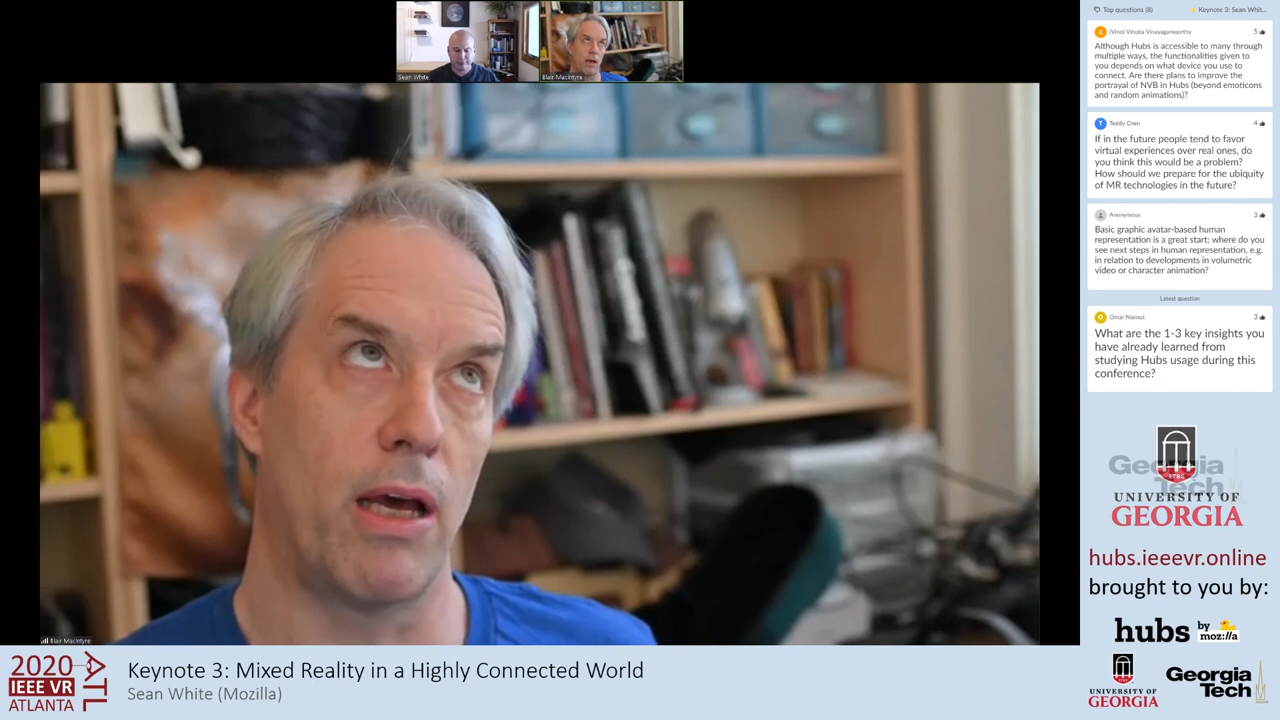 Sean White
Blair MacIntyre
Blair MacIntyre
Top questions (8)
Keynote 3: Sean Whit...
(Vino) Vinoba Vinayagamoorthy
5
Although Hubs is accessible to many through
multiple ways, the functionalities given to
you depends on what device you use to
connect. Are there plans to improve the
portrayal of NVB in Hubs (beyond emoticons
and random animations)?
T
Teddy Chen
4
If in the future people tend to favor
virtual experiences over real ones, do
you think this would be a problem?
How should we prepare for the ubiquity
of MR technologies in the future?
Anonymous
3
Basic graphic avatar-based human
representation is a great start; where do you
see next steps in human representation, e.g.
in relation to developments in volumetric
video or character animation?
Latest question
O
Omar Niamut
3
What are the 1-3 key insights you
have already learned from
studying Hubs usage during this
conference?
Georgia
Tech
1785
UNIVERSITY OF
GEORGIA
hubs.ieeevr.online
brought to you by:
hubs by
moz://a
UNIVERSITY OF
GEORGIA
Georgia
Tech
2020
IEEE VR
ATLANTA
ATL
Keynote 3: Mixed Reality in a Highly Connected World
Sean White (Mozilla)